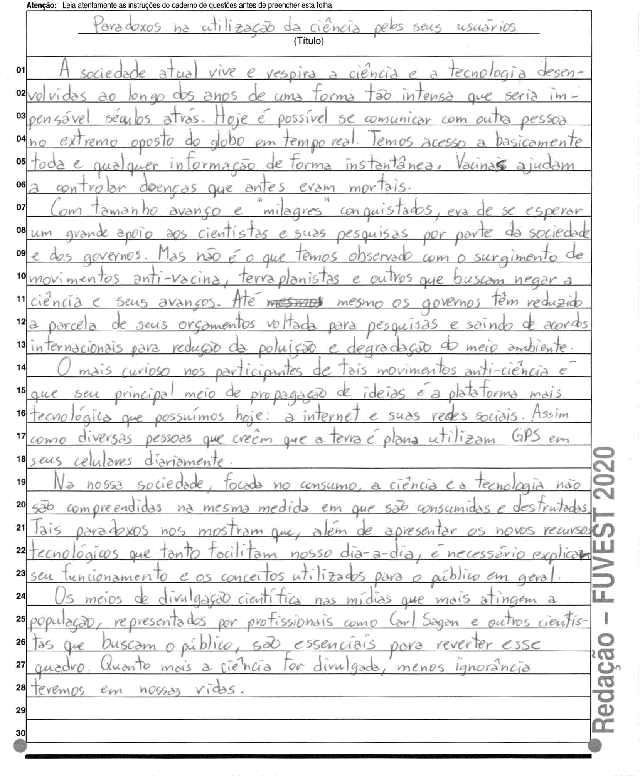 Atenção: Leia atentamente as instruções do caderno de questões antes de preencher esta folha.
Paradoxos na utilização da ciência pelos seus usuários
(Título)
01 A sociedade atual vive e respira a ciência e a tecnologia desen-
02 volvidas ao longo dos anos de uma forma tão intensa que seria im-
03 pensável séculos atrás. Hoje é possível se comunicar com outra pessoa
04 no extremo oposto do globo em tempo real. Temos acesso a basicamente
05 toda e qualquer informação de forma instantânea. Vacinas ajudam
06 a controlar doenças que antes eram mortais.
07 Com tamanho avanço e "milagres" conquistados, era de se esperar
08 um grande apoio aos cientistas e suas pesquisas por parte da sociedade
09 e dos governos. Mas não é o que temos observado com o surgimento de
10 movimentos anti-vacina, terraplanistas e outros que buscam negar a
11 ciência e seus avanços. Até mesmo os governos têm reduzido
12 a parcela de seus orçamentos voltada para pesquisas e saindo de acordos
13 internacionais para redução da poluição e degradação do meio ambiente.
14 O mais curioso nos participantes de tais movimentos anti-ciência é
15 que seu principal meio de propagação de ideias é a plataforma mais
16 tecnológica que possuímos hoje: a internet e suas redes sociais. Assim
17 como diversas pessoas que creêm que a terra é plana utilizam GPS em
18 seus celulares diariamente.
19 Na nossa sociedade, focada no consumo, a ciência e a tecnologia não
20 são compreendidas na mesma medida em que são consumidas e desfrutadas.
21 Tais paradoxos nos mostram que, além de apresentar os novos recursos
22 tecnológicos que tanto facilitam nosso dia-a-dia, é necessário explicar
23 seu funcionamento e os conceitos utilizados para o público em geral.
24 Os meios de divulgação científica nas mídias que mais atingem a
25 população, representados por profissionais como Carl Sagan e outros cientis-
26 tas que buscam o público, são essenciais para reverter esse
27 quadro. Quanto mais a ciência for divulgada, menos ignorância
28 teremos em nossas vidas.
29
30
Redação – FUVEST 2020